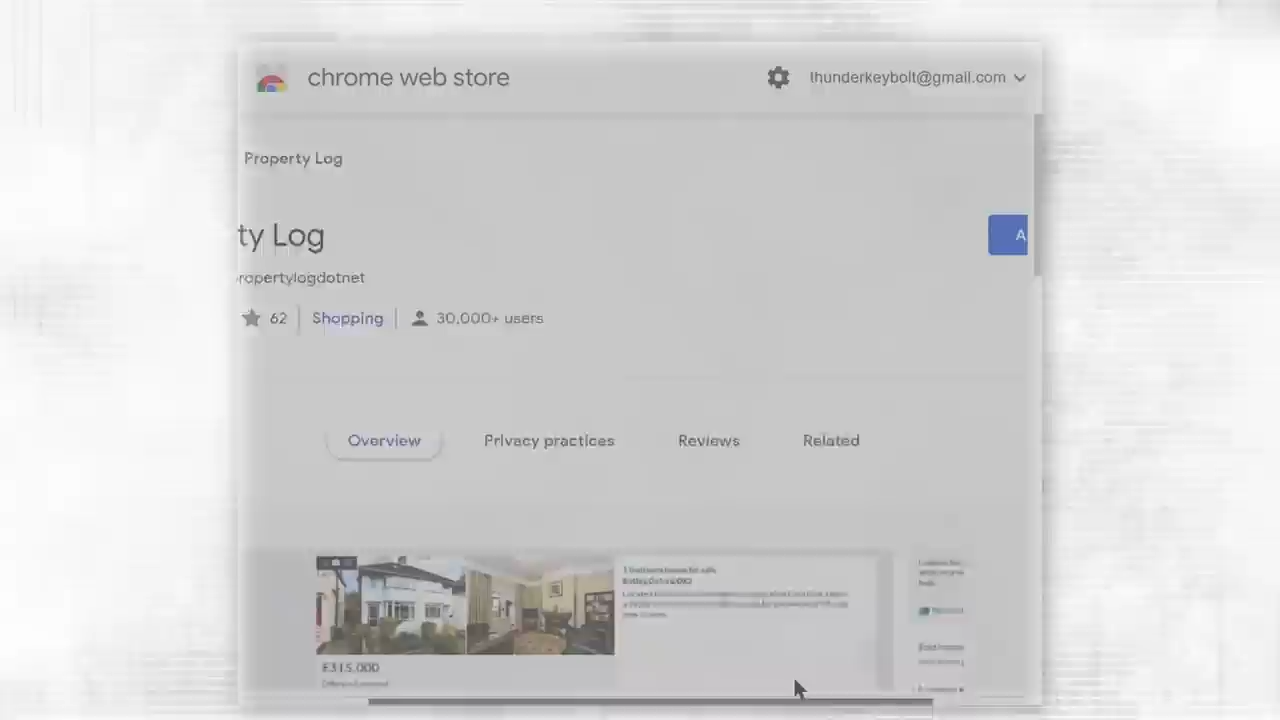 chrome web store
thunderkeybolt@gmail.com
Property Log
ty Log
ropertylogdotnet
62
Shopping
30,000+ users
A
Overview
Privacy practices
Reviews
Related
£315,000